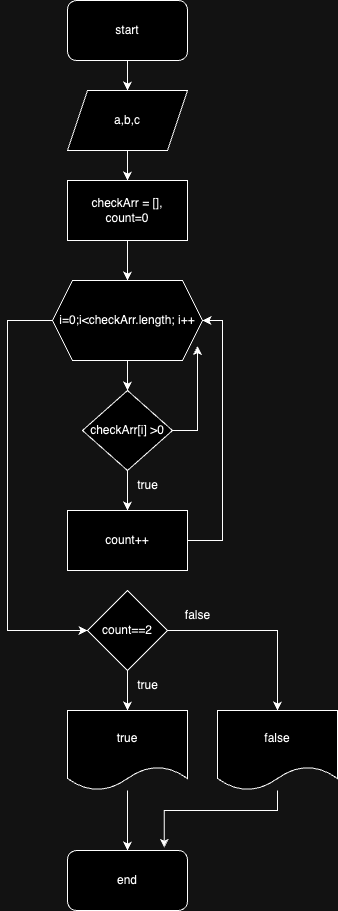 start
a,b,c
checkArr = [],
count=0
i=0;i<checkArr.length; i++
checkArr[i] >0
true
count++
count==2
false
true
true
false
end